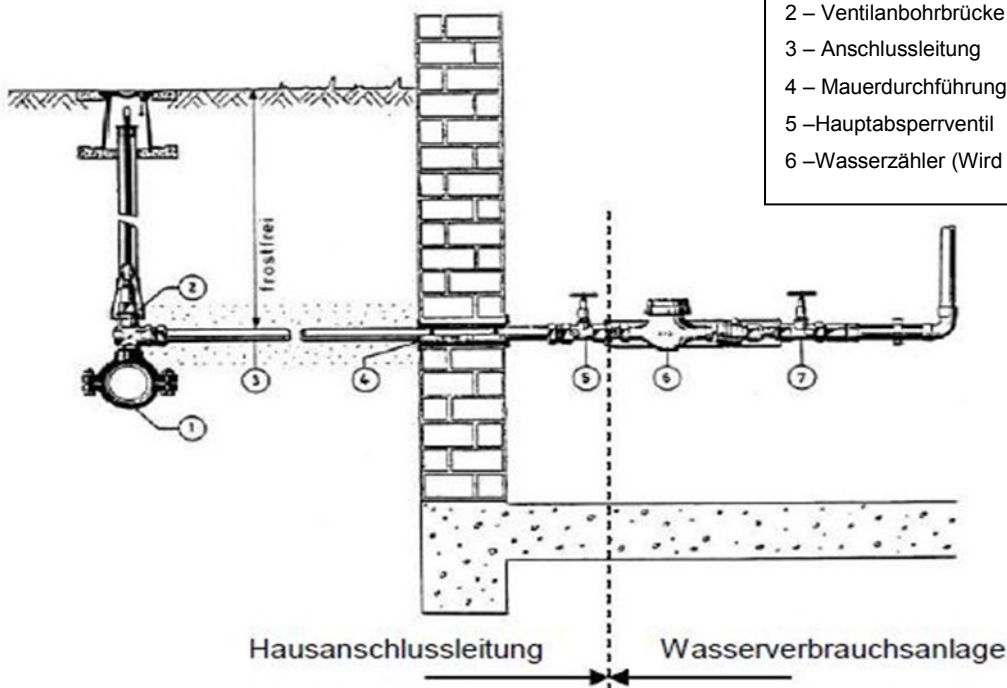 2 – Ventilanbohrbrücke
3 – Anschlussleitung
4 – Mauerdurchführung
5 –Hauptabsperrventil
6 –Wasserzähler (Wird
frostfrei
2
3
4
5
6
7
1
Hausanschlussleitung
Wasserverbrauchsanlage